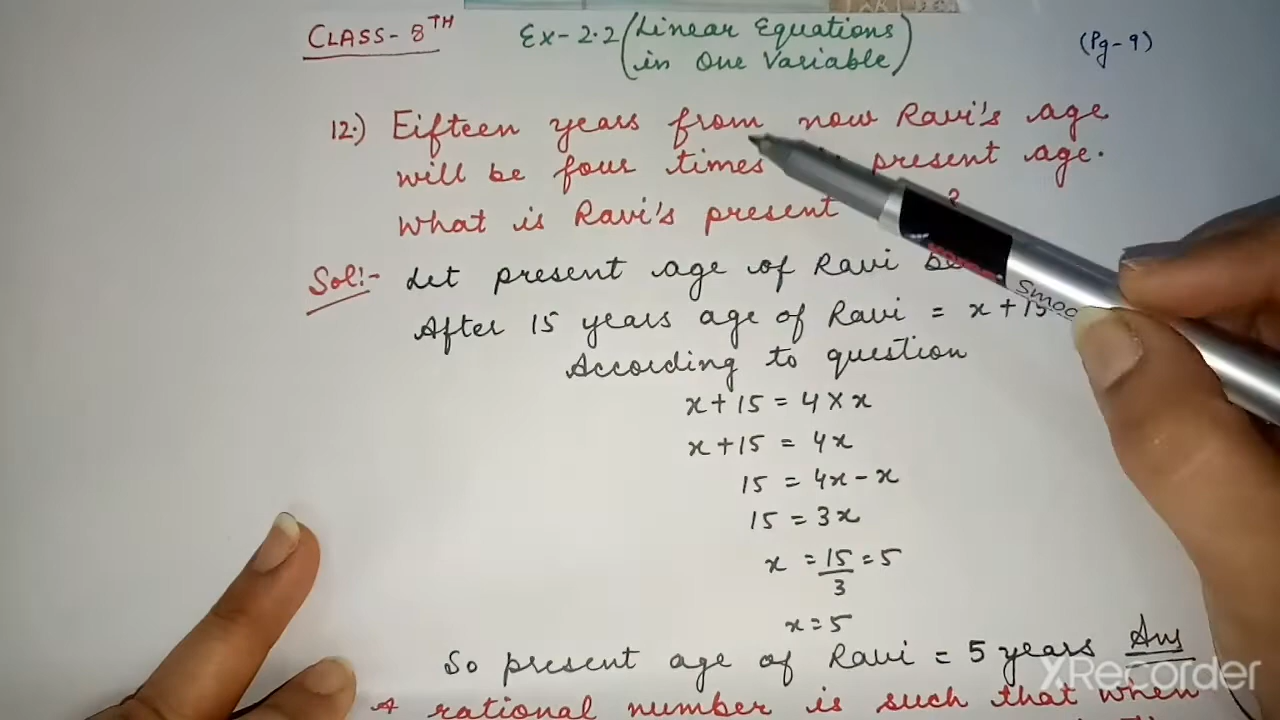 CLASS-8TH Ex-2.2 (Linear Equations in One Variable) (Pg-9)
12.) Eifteen years from now Ravi's age
will be four times present age.
What is Ravi's present ?
Sol:- Let present age of Ravi
After 15 years age of Ravi = x+15
According to question
x+15 = 4×x
x+15 = 4x
15 = 4x-x
15 = 3x
x = 15/3 = 5
x=5
So present age of Ravi = 5 years Ans
A rational number is such that when
XRecorder